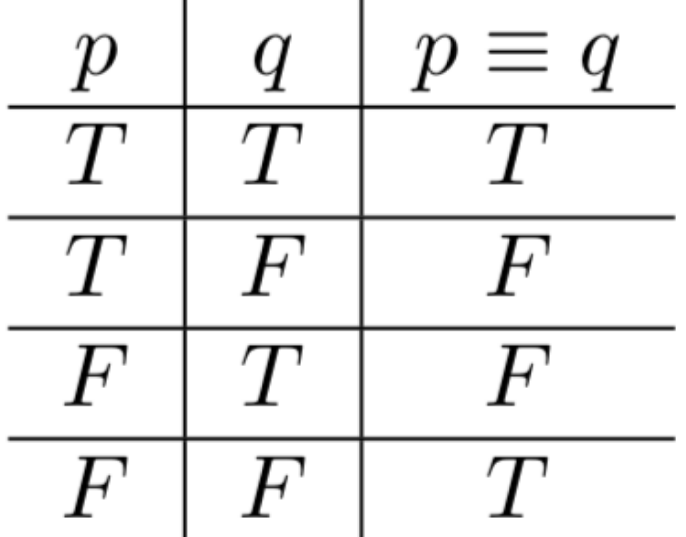 p q p ≡ q
T T T
T F F
F T F
F F T